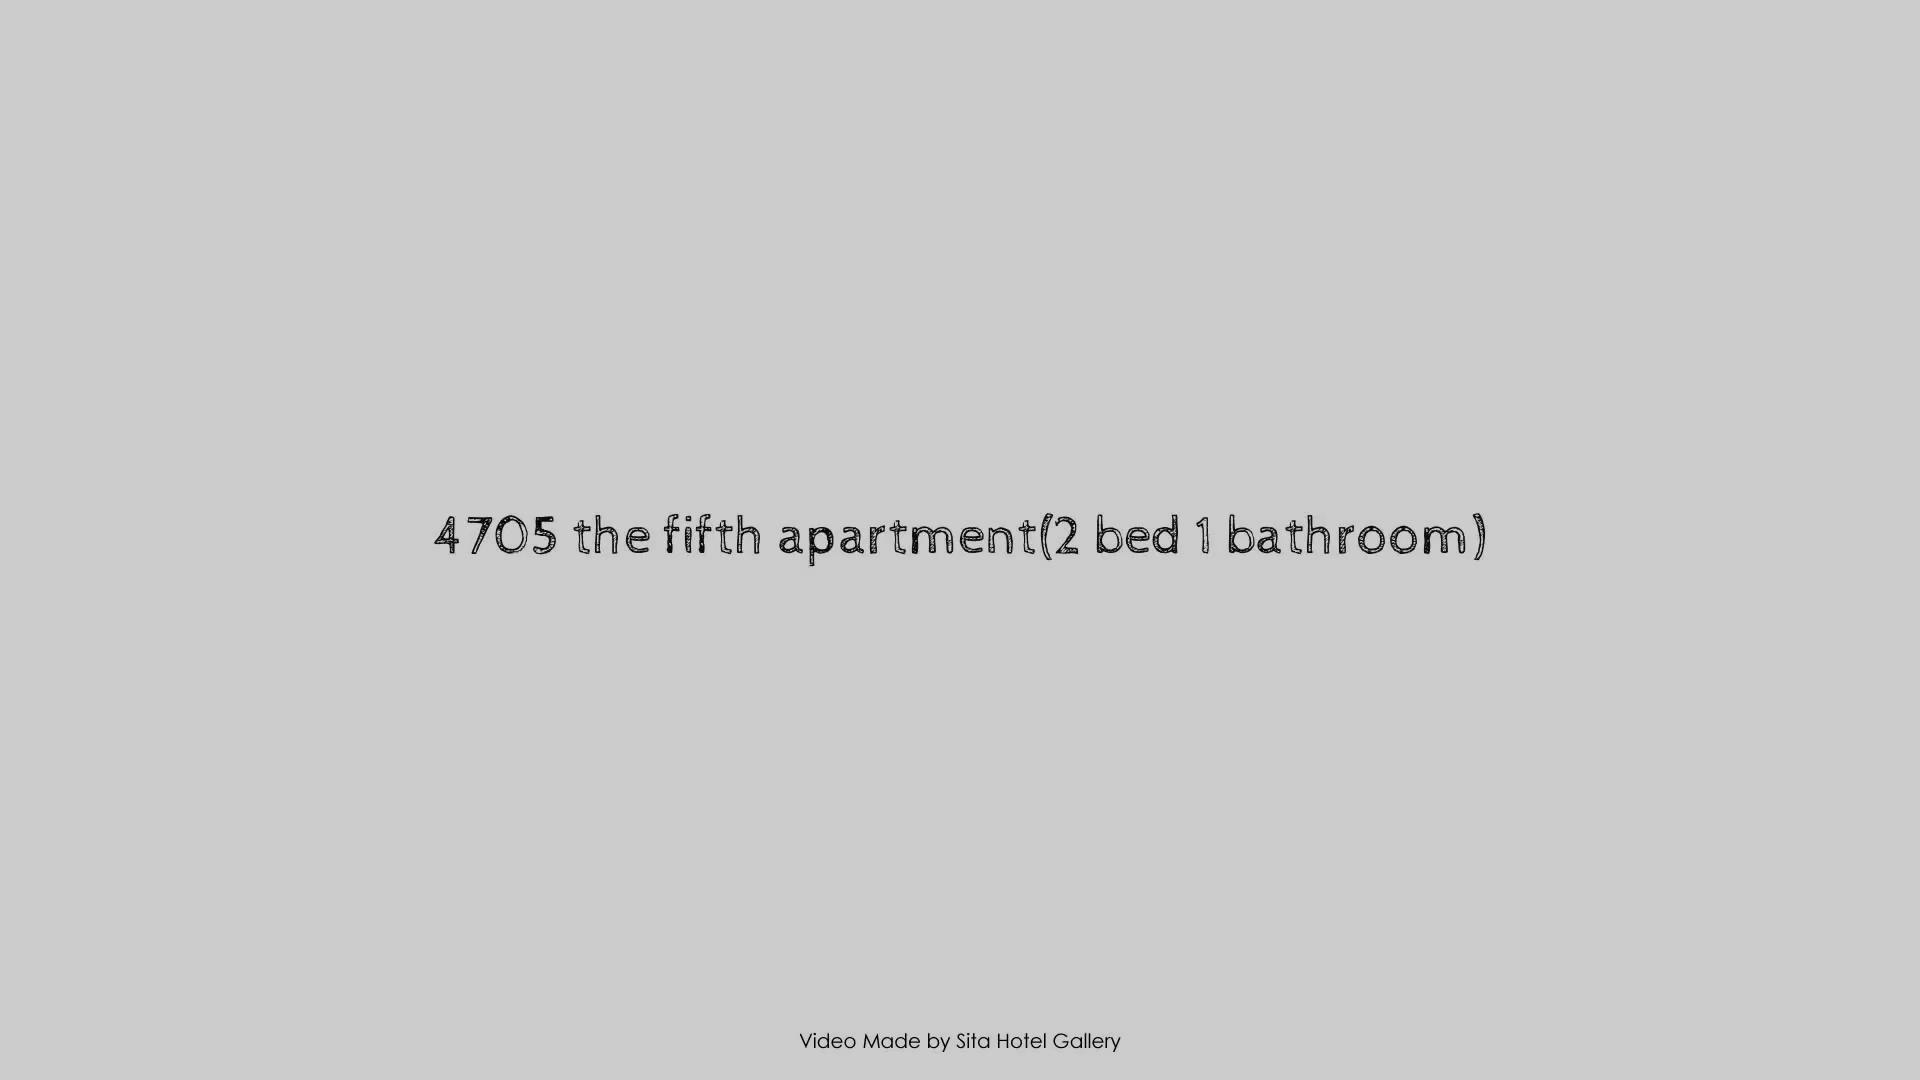 4705 the fifth apartment(2 bed 1 bathroom)
Video Made by Sita Hotel Gallery